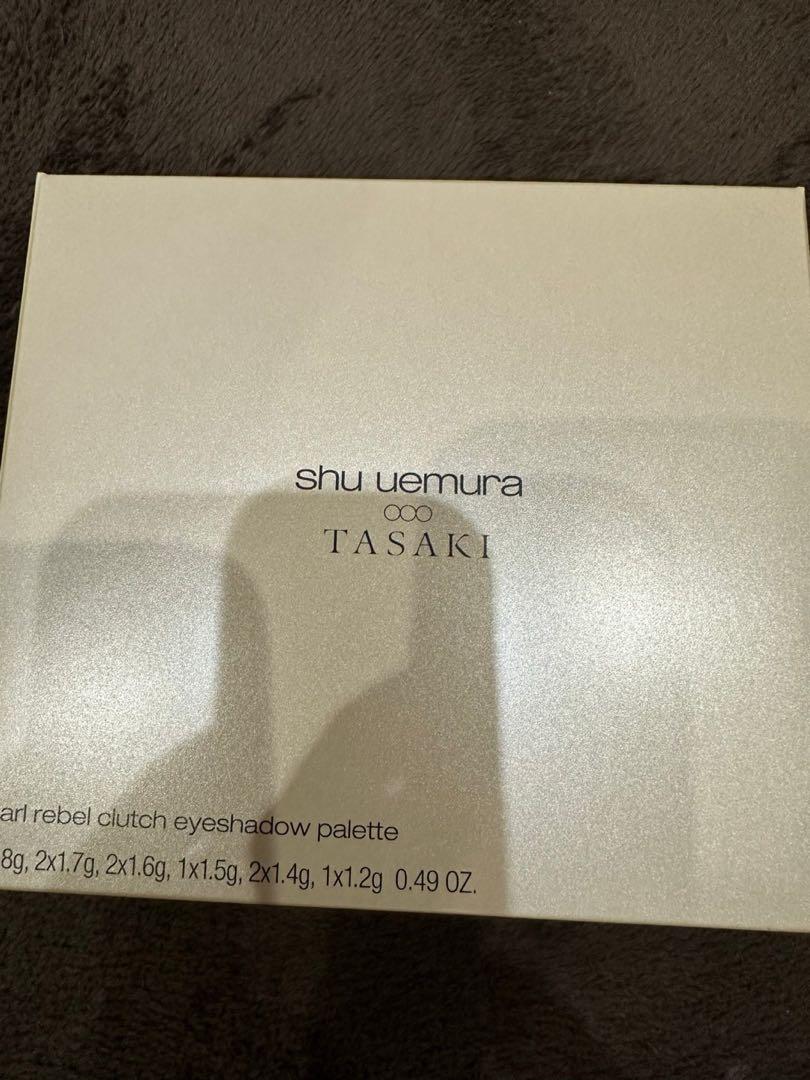 shu uemura
TASAKI
arl rebel clutch eyeshadow palette
8g, 2x1.7g, 2x1.6g, 1x1.5g, 2x1.4g, 1x1.2g 0.49 OZ.